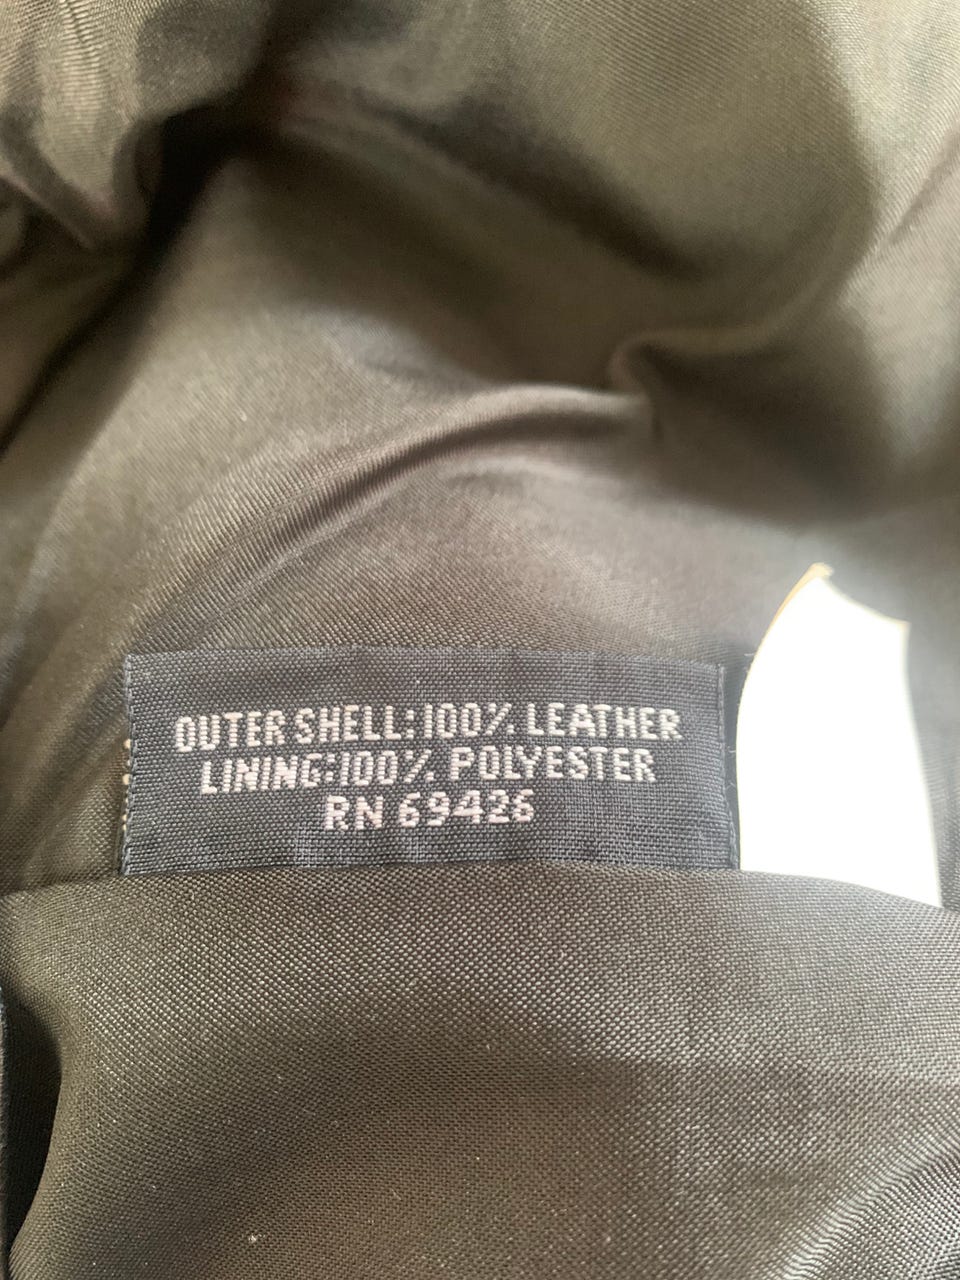 OUTER SHELL:100% LEATHER
LINING:100% POLYESTER
RN 69426